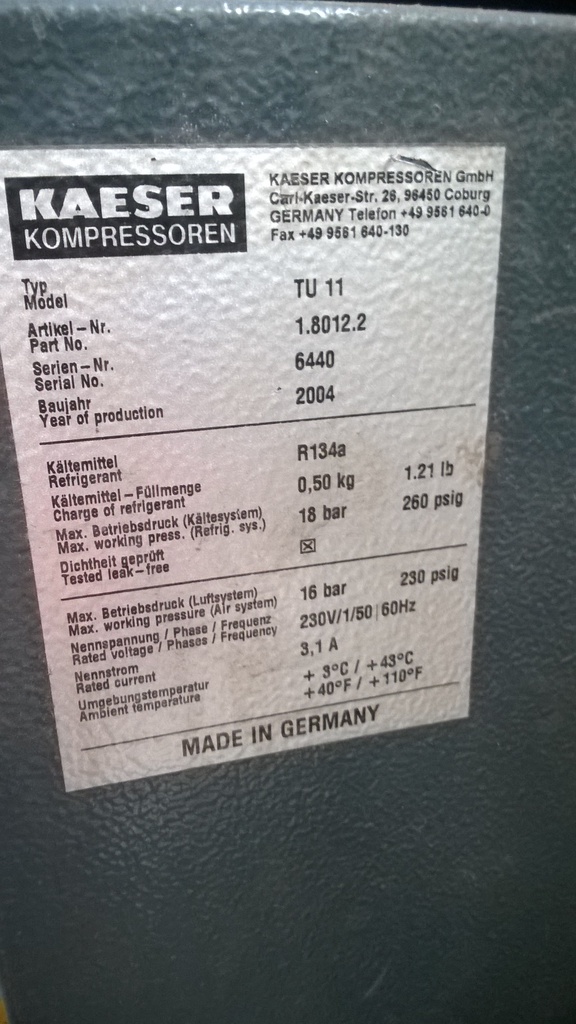 KAESER
KOMPRESSOREN
KAESER KOMPRESSOREN GmbH
Carl-Kaeser-Str. 26, 96450 Coburg
GERMANY Telefon +49 9561 640-0
Fax +49 9561 640-130
Typ
Model TU 11
Artikel – Nr.
Part No. 1.8012.2
Serien – Nr.
Serial No. 6440
Baujahr
Year of production 2004
Kältemittel
Refrigerant R134a
Kältemittel – Füllmenge
Charge of refrigerant 0,50 kg 1.21 lb
Max. Betriebsdruck (Kältesystem)
Max. working press. (Refrig. sys.) 18 bar 260 psig
Dichtheit geprüft
Tested leak–free ☒
Max. Betriebsdruck (Luftsystem)
Max. working pressure (Air system) 16 bar 230 psig
Nennspannung / Phase / Frequenz
Rated voltage / Phases / Frequency 230V/1/50|60Hz
Nennstrom
Rated current 3,1 A
Umgebungstemperatur + 3°C / +43°C
Ambient temperature +40°F / +110°F
MADE IN GERMANY